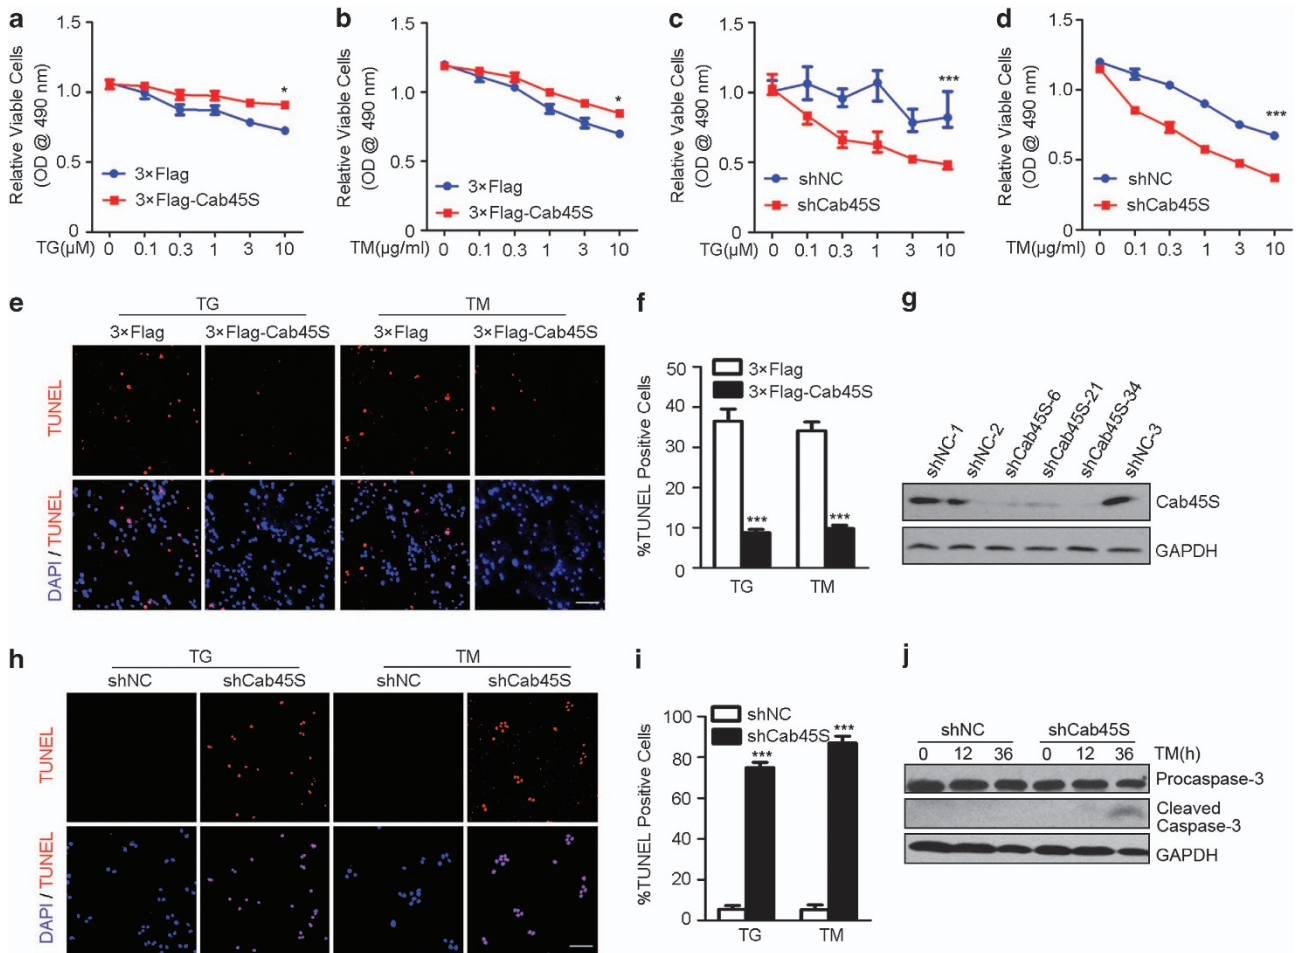 a
Relative Viable Cells
(OD @ 490 nm)
1.5
1.0
0.5
0
*
3×Flag
3×Flag-Cab45S
TG(μM)
0 0.1 0.3 1 3 10
b
Relative Viable Cells
(OD @ 490 nm)
1.5
1.0
0.5
0
*
3×Flag
3×Flag-Cab45S
TM(μg/ml)
0 0.1 0.3 1 3 10
c
Relative Viable Cells
(OD @ 490 nm)
1.5
1.0
0.5
0
***
shNC
shCab45S
TG(μM)
0 0.1 0.3 1 3 10
d
Relative Viable Cells
(OD @ 490 nm)
1.5
1.0
0.5
0
***
shNC
shCab45S
TM(μg/ml)
0 0.1 0.3 1 3 10
e
TG TM
3×Flag 3×Flag-Cab45S 3×Flag 3×Flag-Cab45S
TUNEL
DAPI / TUNEL
f
%TUNEL Positive Cells
50
40
30
20
10
0
3×Flag
3×Flag-Cab45S
*** ***
TG TM
g
shNC-1 shNC-2 shCab45S-6 shCab45S-21 shCab45S-34 shNC-3
Cab45S
GAPDH
h
TG TM
shNC shCab45S shNC shCab45S
TUNEL
DAPI / TUNEL
i
%TUNEL Positive Cells
100
80
60
40
20
0
shNC
shCab45S
*** ***
TG TM
j
shNC shCab45S
0 12 36 0 12 36 TM(h)
Procaspase-3
Cleaved
Caspase-3
GAPDH